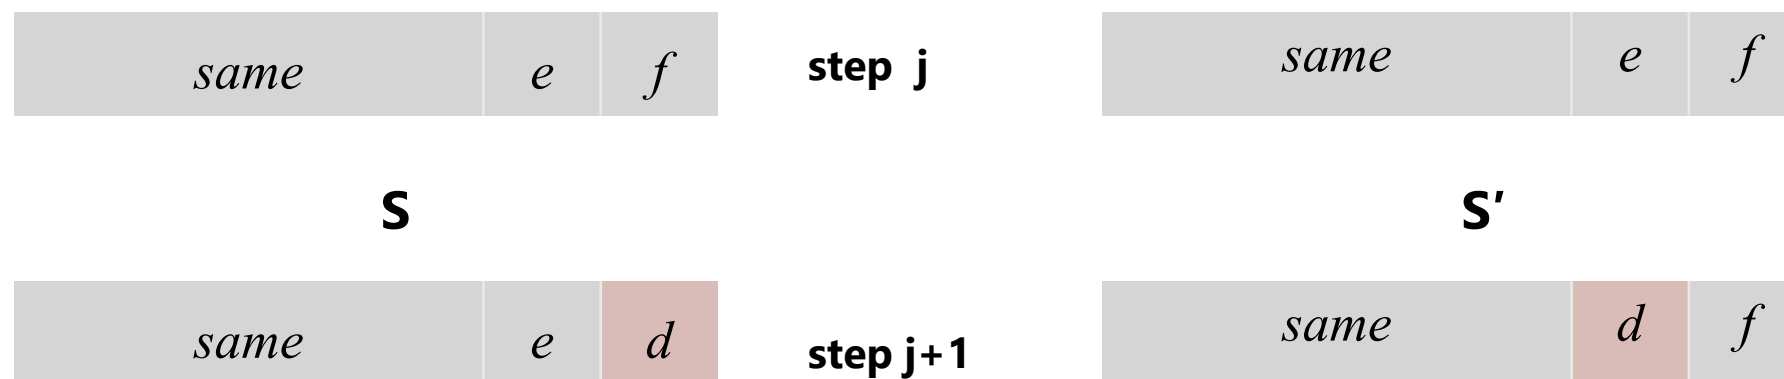 same e f step j same e f
S S′
same e d step j+1 same d f